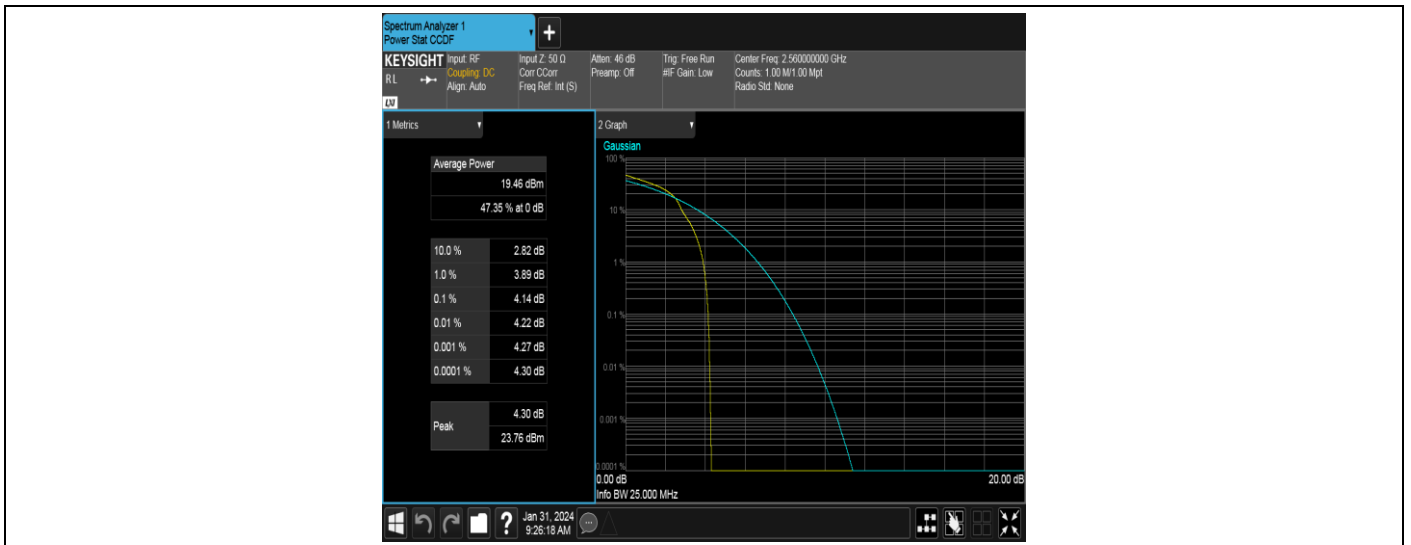 Spectrum Analyzer 1
Power Stat CCDF
+
KEYSIGHT
RL
LXI
Input: RF
Coupling: DC
Align: Auto
Input Z: 50 Ω
Corr CCorr
Freq Ref: Int (S)
Atten: 46 dB
Preamp: Off
Trig: Free Run
#IF Gain: Low
Center Freq: 2.560000000 GHz
Counts: 1.00 M/1.00 Mpt
Radio Std: None
1 Metrics
Average Power
19.46 dBm
47.35 % at 0 dB
10.0 % 2.82 dB
1.0 % 3.89 dB
0.1 % 4.14 dB
0.01 % 4.22 dB
0.001 % 4.27 dB
0.0001 % 4.30 dB
Peak
4.30 dB
23.76 dBm
2 Graph
Gaussian
100 %
10 %
1 %
0.1 %
0.01 %
0.001 %
0.0001 %
0.00 dB
20.00 dB
Info BW 25.000 MHz
?
Jan 31, 2024
9:26:18 AM